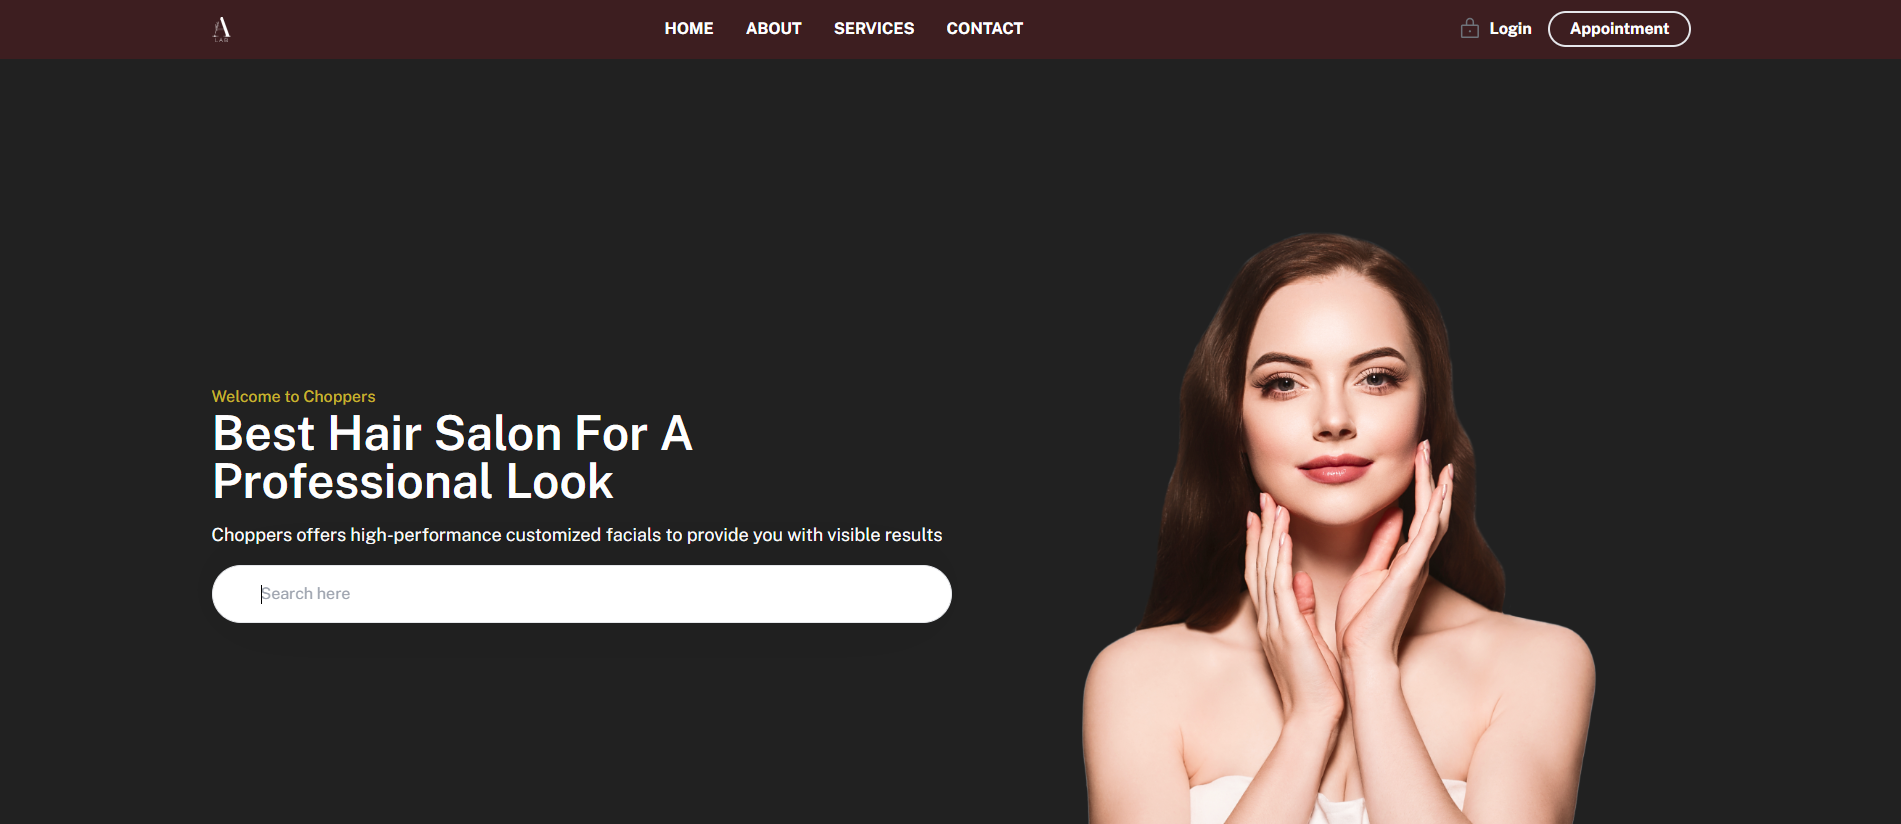 A
LAB
HOME ABOUT SERVICES CONTACT
Login Appointment
Welcome to Choppers
Best Hair Salon For A
Professional Look
Choppers offers high-performance customized facials to provide you with visible results
Search here